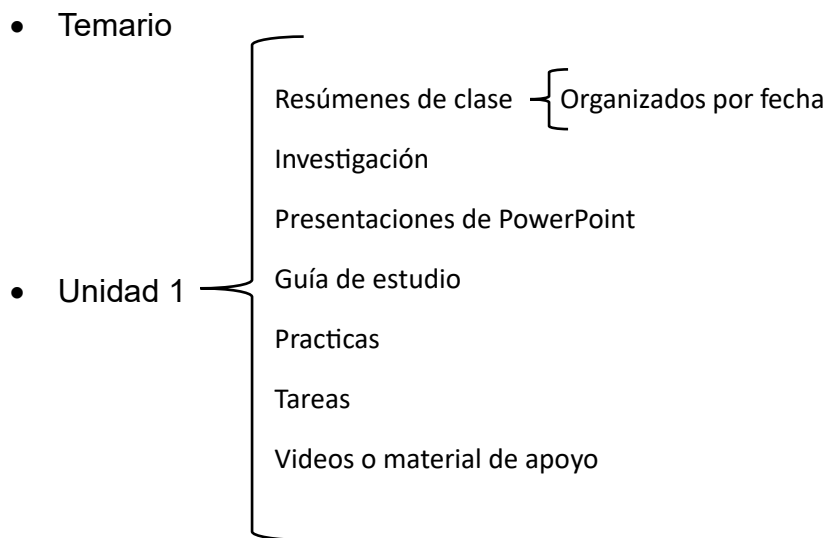 • Temario
Resúmenes de clase Organizados por fecha
Investigación
Presentaciones de PowerPoint
Guía de estudio
• Unidad 1
Practicas
Tareas
Videos o material de apoyo